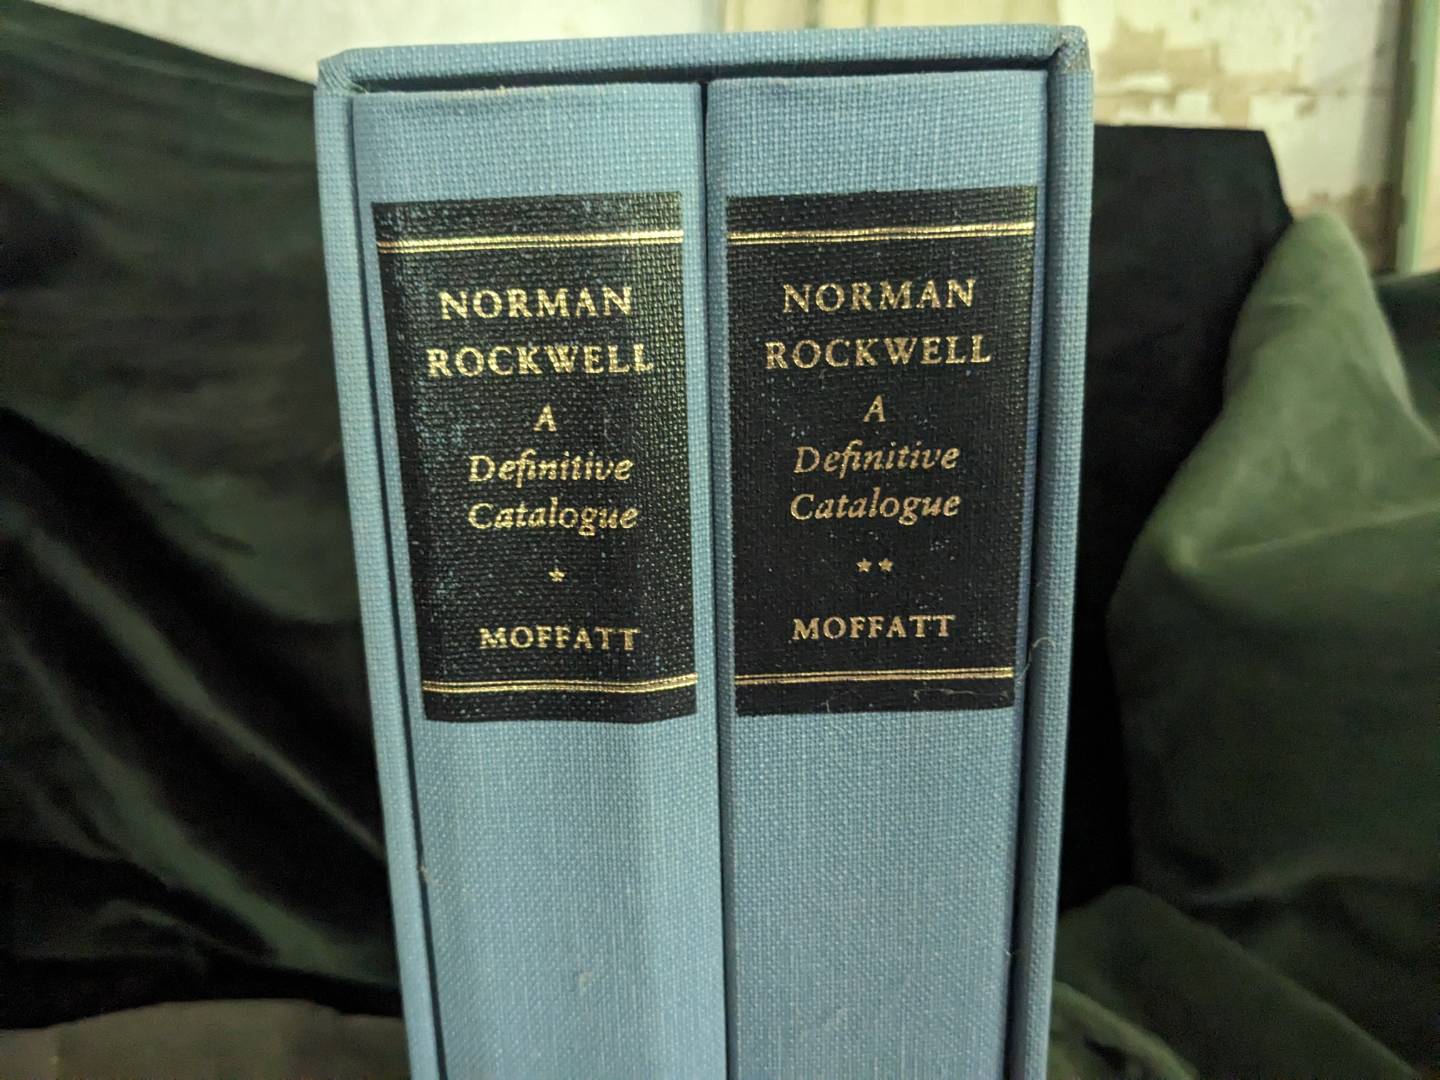 NORMAN
ROCKWELL
A
Definitive
Catalogue
*
MOFFATT
NORMAN
ROCKWELL
A
Definitive
Catalogue
**
MOFFATT